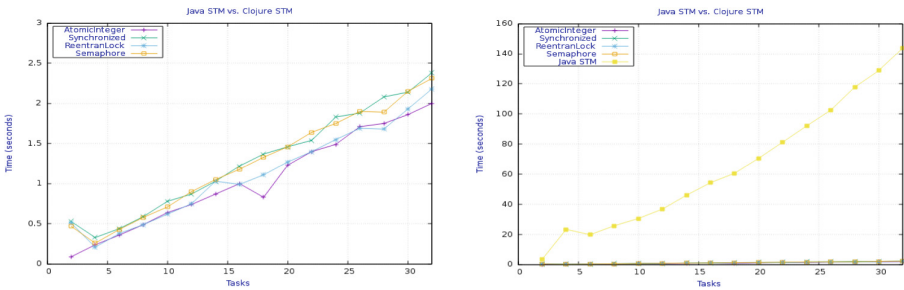 Java STM vs. Clojure STM
AtomicInteger
Synchronized
ReentranLock
Semaphore
3
2.5
2
1.5
1
0.5
0
0 5 10 15 20 25 30
Time (seconds)
Tasks
Java STM vs. Clojure STM
AtomicInteger
Synchronized
ReentranLock
Semaphore
Java STM
160
140
120
100
80
60
40
20
0
0 5 10 15 20 25 30
Time (seconds)
Tasks